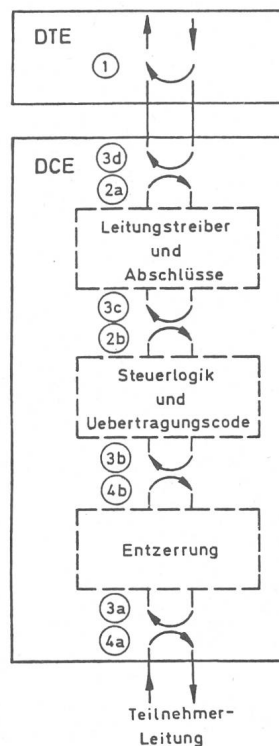 DTE
1
3d
DCE
2a
Leitungstreiber
und
Abschlüsse
3c
2b
Steuerlogik
und
Uebertragungscode
3b
4b
Entzerrung
3a
4a
Teilnehmer-
Leitung